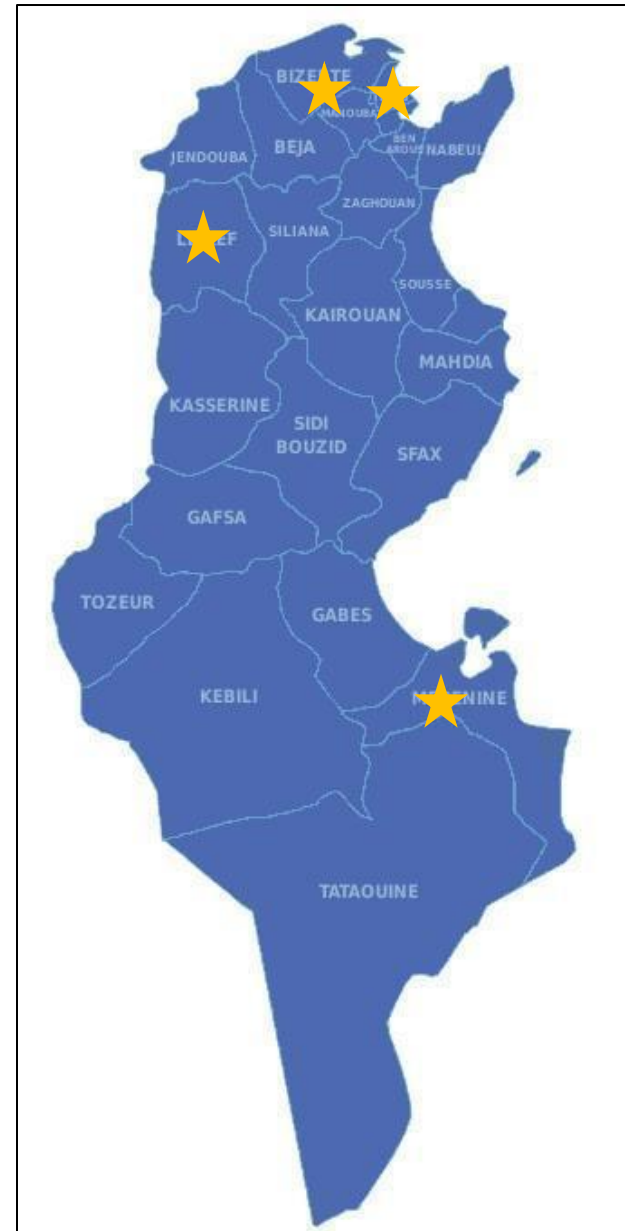 BIZERTE
MANOUBA
BEN
AROUS
NABEUL
BEJA
JENDOUBA
ZAGHOUAN
SILIANA
SOUSSE
KAIROUAN
MAHDIA
KASSERINE
SIDI
BOUZID
SFAX
GAFSA
TOZEUR
GABES
KEBILI
TATAOUINE